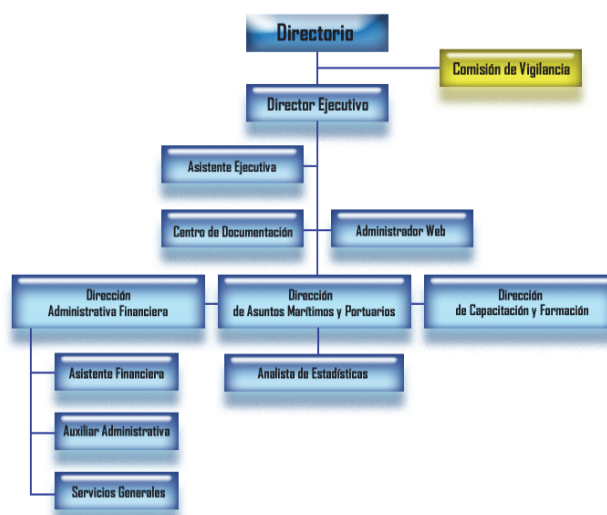 Directorio
Comisión de Vigilancia
Director Ejecutivo
Asistente Ejecutiva
Centro de Documentación
Administrador Web
Dirección
Administrativa Financiera
Dirección
de Asuntos Marítimos y Portuarios
Dirección
de Capacitación y Formación
Asistente Financiera
Analista de Estadísticas
Auxiliar Administrativa
Servicios Generales